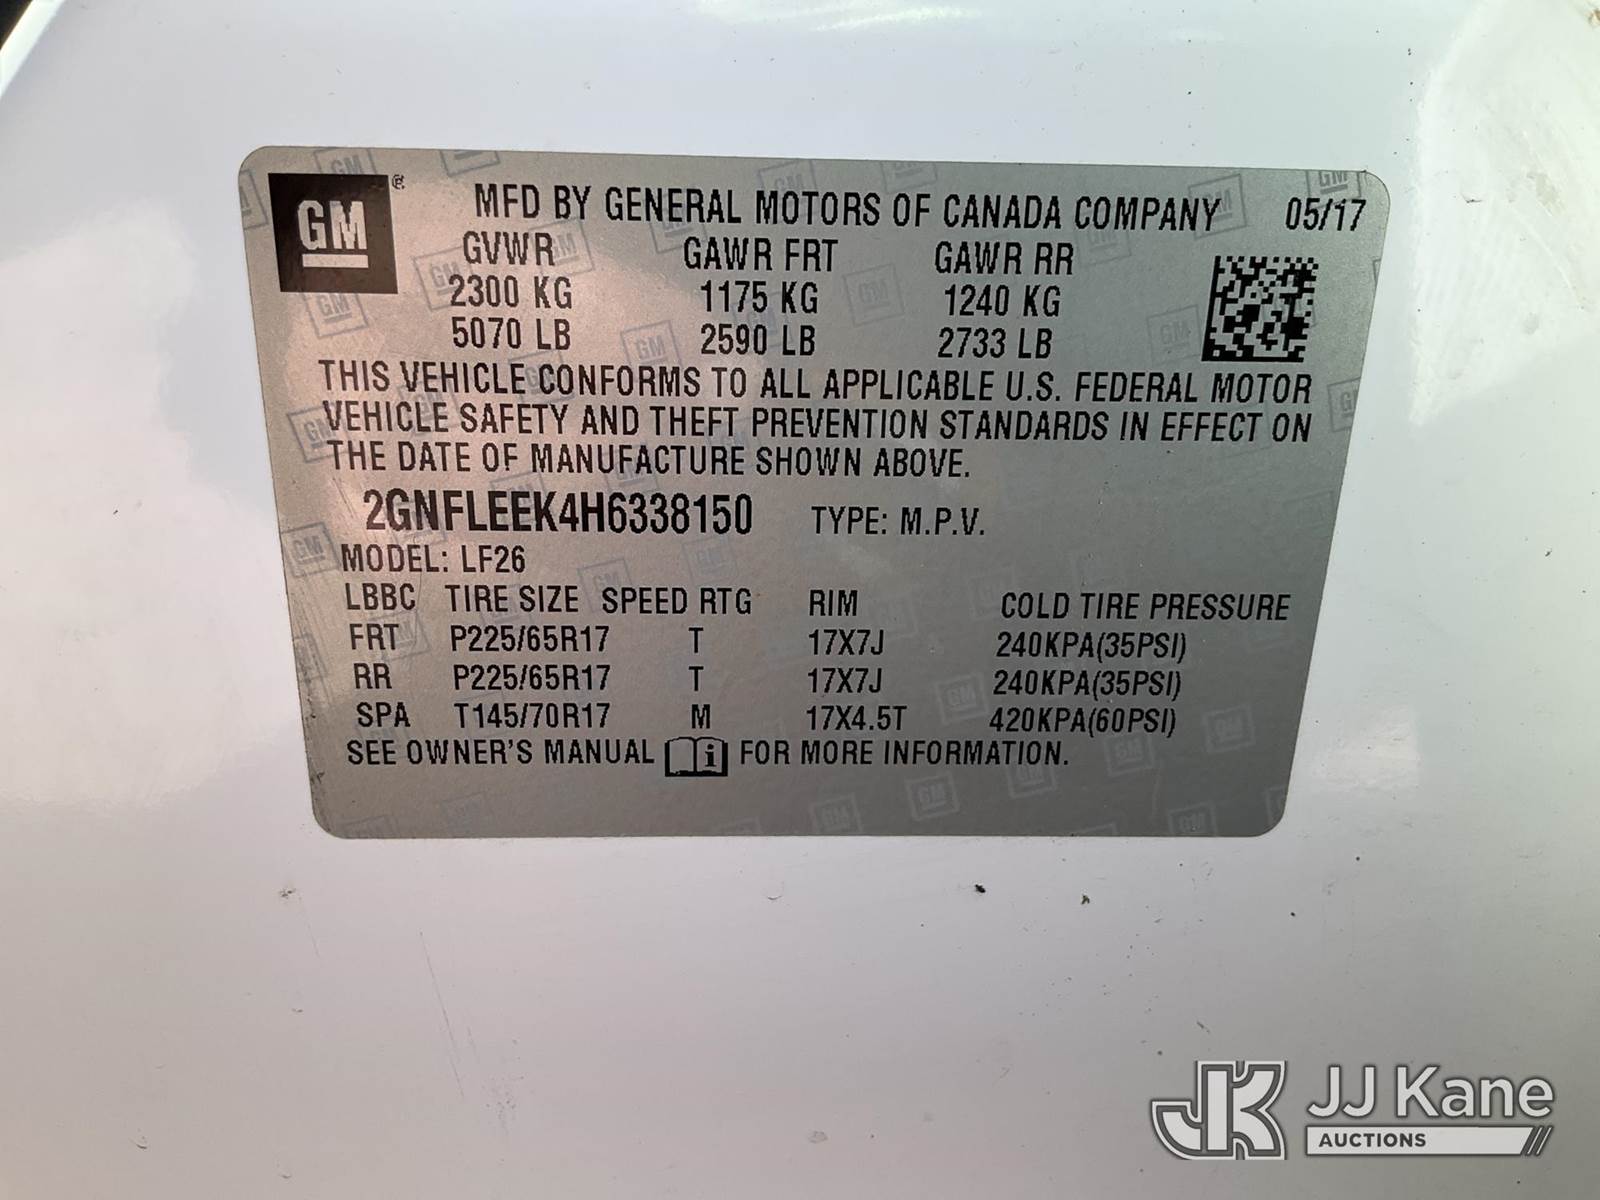 GM®
MFD BY GENERAL MOTORS OF CANADA COMPANY 05/17
GVWR GAWR FRT GAWR RR
2300 KG 1175 KG 1240 KG
5070 LB 2590 LB 2733 LB
THIS VEHICLE CONFORMS TO ALL APPLICABLE U.S. FEDERAL MOTOR
VEHICLE SAFETY AND THEFT PREVENTION STANDARDS IN EFFECT ON
THE DATE OF MANUFACTURE SHOWN ABOVE.
2GNFLEEK4H6338150 TYPE: M.P.V.
MODEL: LF26
LBBC TIRE SIZE SPEED RTG RIM COLD TIRE PRESSURE
FRT P225/65R17 T 17X7J 240KPA(35PSI)
RR P225/65R17 T 17X7J 240KPA(35PSI)
SPA T145/70R17 M 17X4.5T 420KPA(60PSI)
SEE OWNER'S MANUAL i FOR MORE INFORMATION.
JK JJ Kane
AUCTIONS